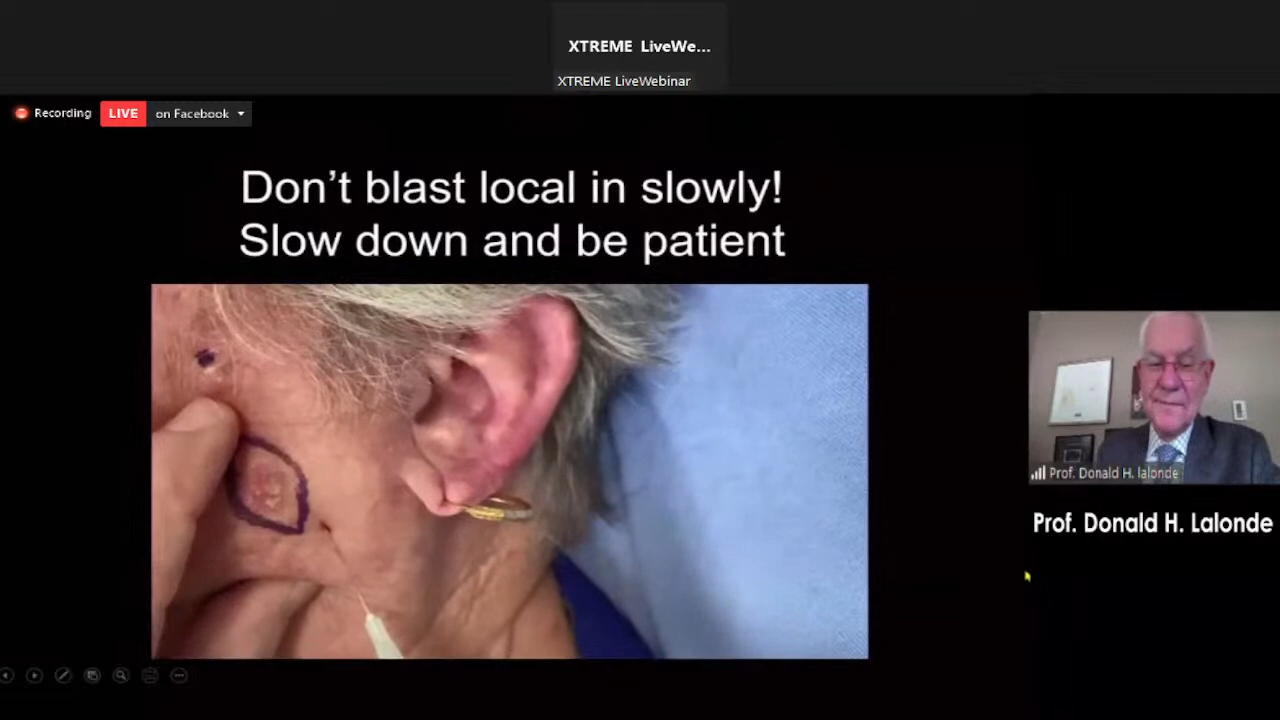 XTREME LiveWe...
XTREME LiveWebinar
Recording
LIVE
on Facebook
Don't blast local in slowly!
Slow down and be patient
Prof. Donald H. lalonde
Prof. Donald H. Lalonde